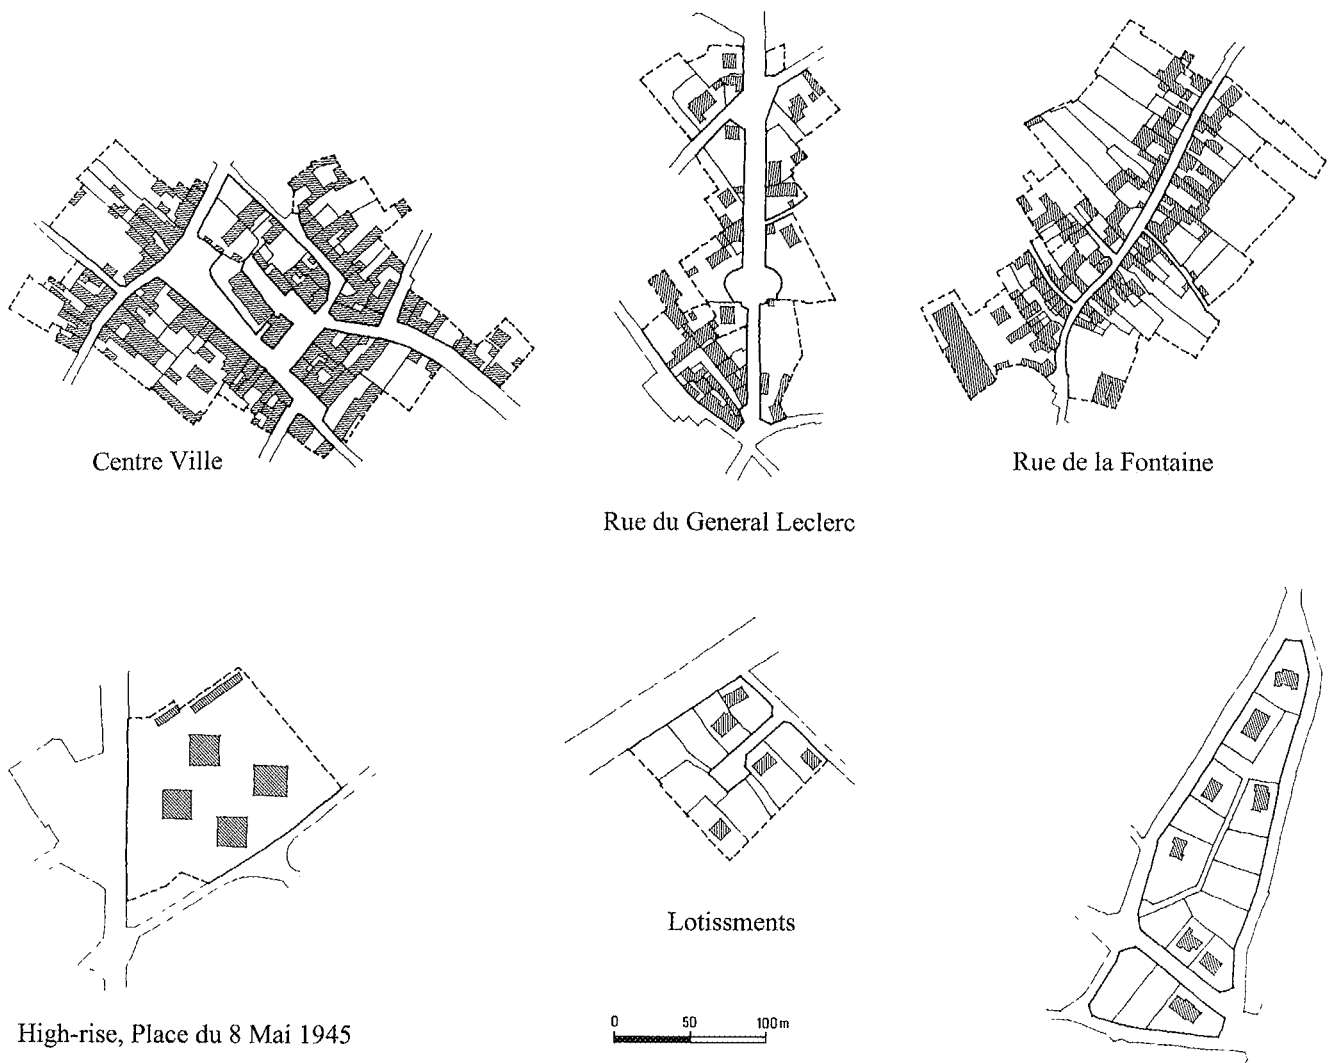 Centre Ville
Rue du General Leclerc
Rue de la Fontaine
High-rise, Place du 8 Mai 1945
Lotissments
0 50 100m